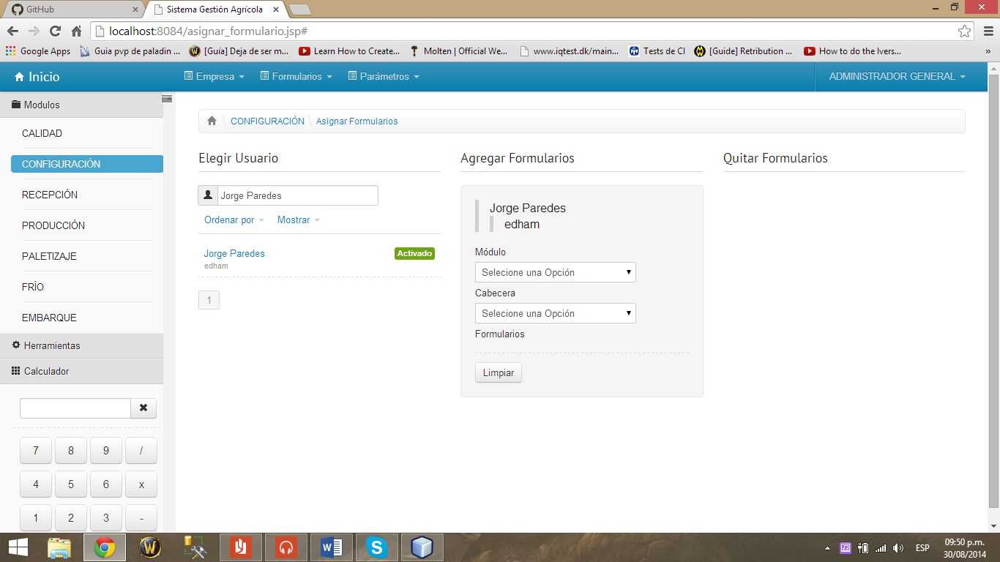 GitHub
Sistema Gestión Agrícola
localhost:8084/asignar_formulario.jsp#
Google Apps
Guia pvp de paladin ...
[Guía] Deja de ser m...
Learn How to Create...
Molten | Official We...
www.iqtest.dk/main...
Tests de CI
[Guide] Retribution ...
How to do the Ivers...
»
Inicio
Empresa
Formularios
Parámetros
ADMINISTRADOR GENERAL
Modulos
CALIDAD
CONFIGURACIÓN
RECEPCIÓN
PRODUCCIÓN
PALETIZAJE
FRÍO
EMBARQUE
Herramientas
Calculador
7 8 9 /
4 5 6 x
1 2 3 -
CONFIGURACIÓN \ Asignar Formularios
Elegir Usuario
Jorge Paredes
Ordenar por Mostrar
Jorge Paredes
Activado
edham
1
Agregar Formularios
Jorge Paredes
edham
Módulo
Selecione una Opción
Cabecera
Selecione una Opción
Formularios
Limpiar
Quitar Formularios
ESP
09:50 p.m.
30/08/2014